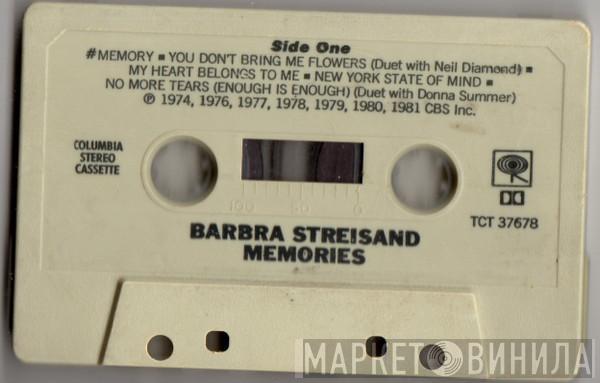 Side One
#MEMORY ▪ YOU DON'T BRING ME FLOWERS (Duet with Neil Diamond) ▪
MY HEART BELONGS TO ME ▪ NEW YORK STATE OF MIND ▪
NO MORE TEARS (ENOUGH IS ENOUGH) (Duet with Donna Summer)
℗ 1974, 1976, 1977, 1978, 1979, 1980, 1981 CBS Inc.
COLUMBIA
STEREO
CASSETTE
100 50 0
TCT 37678
BARBRA STREISAND
MEMORIES
МАРКЕТ ВИНИЛА